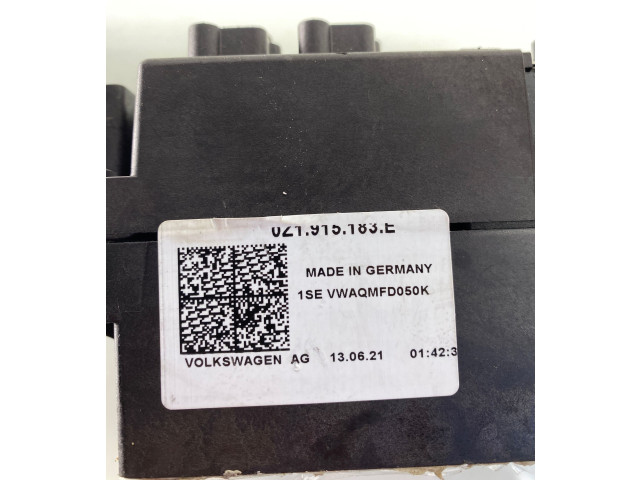 0Z1.915.183.E
MADE IN GERMANY
1SE VWAQMFD050K
VOLKSWAGEN AG 13.06.21 01:42:3